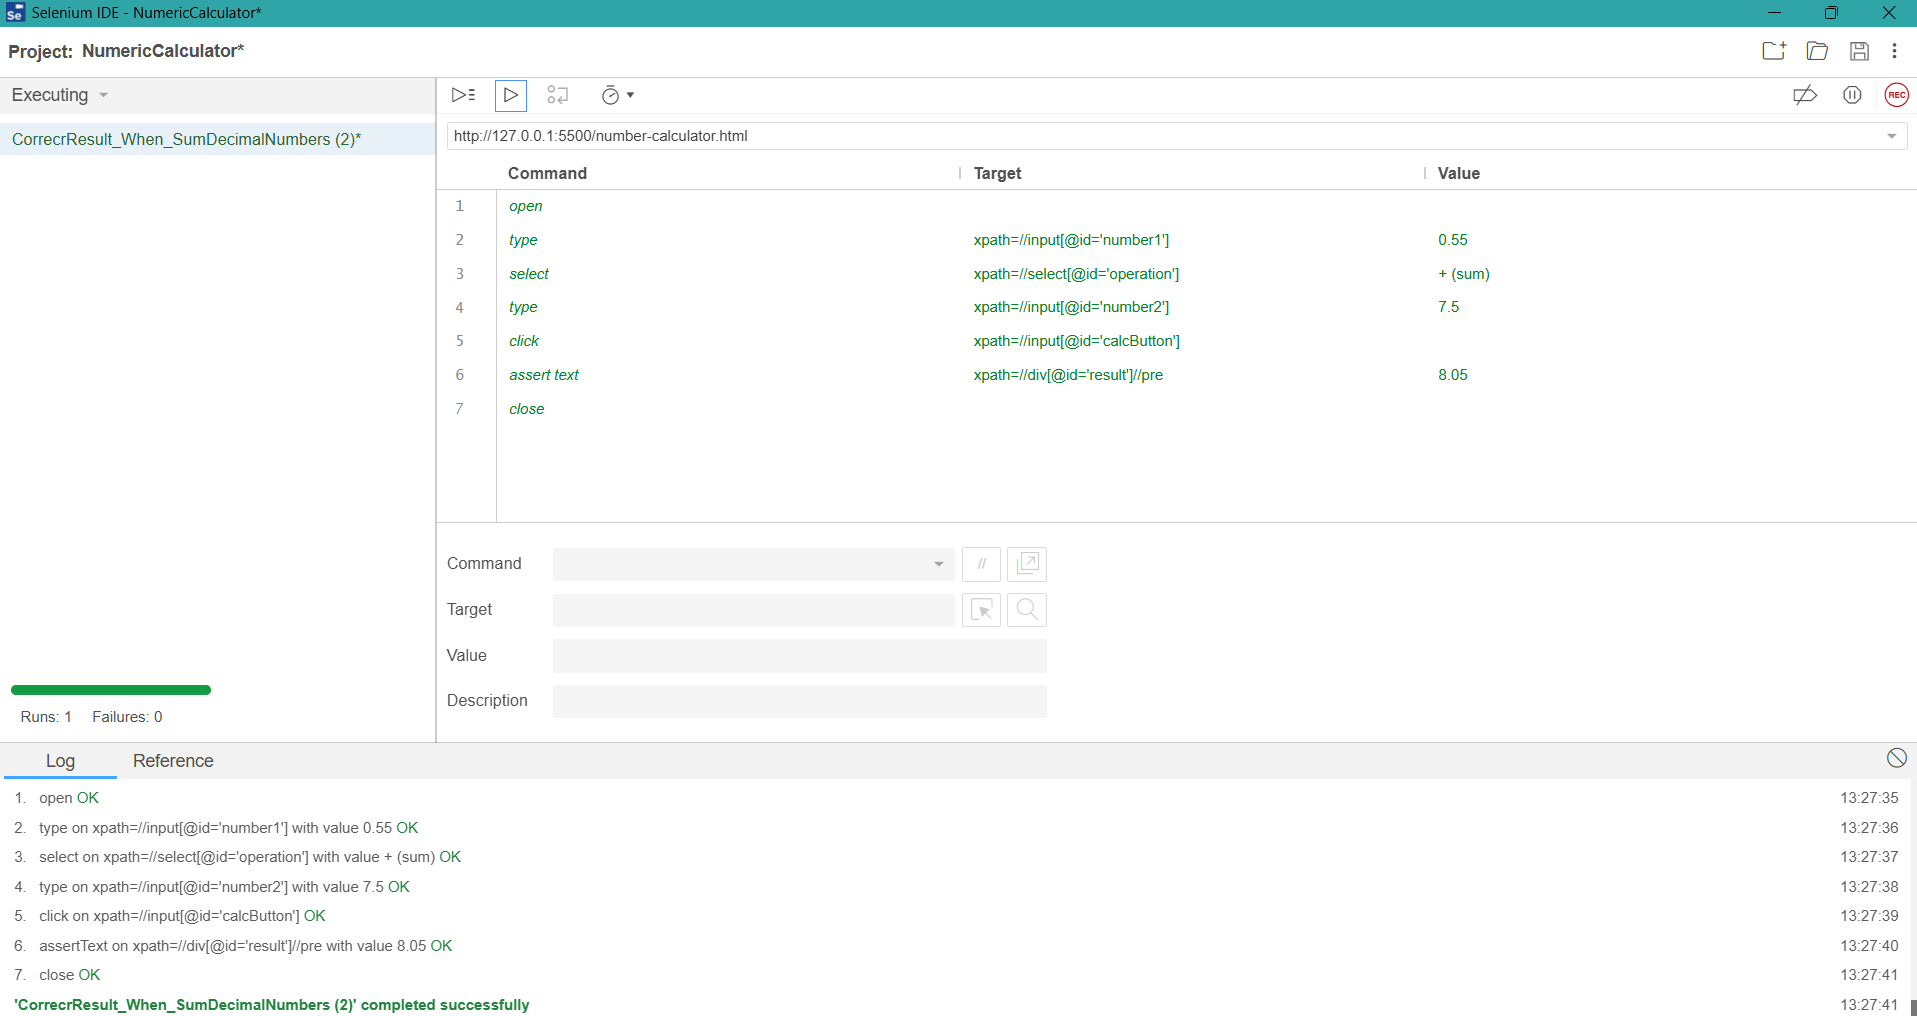 Se Selenium IDE - NumericCalculator*
Project: NumericCalculator*
Executing
REC
CorrecrResult_When_SumDecimalNumbers (2)*
http://127.0.0.1:5500/number-calculator.html
Command Target Value
1 open
2 type xpath=//input[@id='number1'] 0.55
3 select xpath=//select[@id='operation'] + (sum)
4 type xpath=//input[@id='number2'] 7.5
5 click xpath=//input[@id='calcButton']
6 assert text xpath=//div[@id='result']//pre 8.05
7 close
Command //
Target
Value
Description
Runs: 1 Failures: 0
Log Reference
1. open OK 13:27:35
2. type on xpath=//input[@id='number1'] with value 0.55 OK 13:27:36
3. select on xpath=//select[@id='operation'] with value + (sum) OK 13:27:37
4. type on xpath=//input[@id='number2'] with value 7.5 OK 13:27:38
5. click on xpath=//input[@id='calcButton'] OK 13:27:39
6. assertText on xpath=//div[@id='result']//pre with value 8.05 OK 13:27:40
7. close OK 13:27:41
'CorrecrResult_When_SumDecimalNumbers (2)' completed successfully 13:27:41